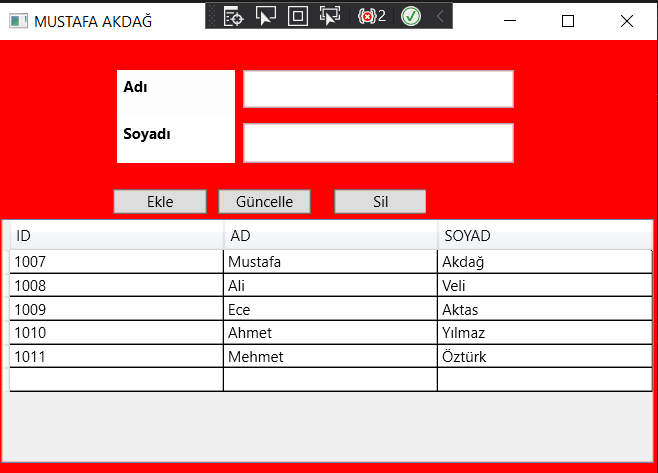 MUSTAFA AKDAĞ 2
Adı
Soyadı
Ekle Güncelle Sil
ID AD SOYAD
1007 Mustafa Akdağ
1008 Ali Veli
1009 Ece Aktas
1010 Ahmet Yılmaz
1011 Mehmet Öztürk